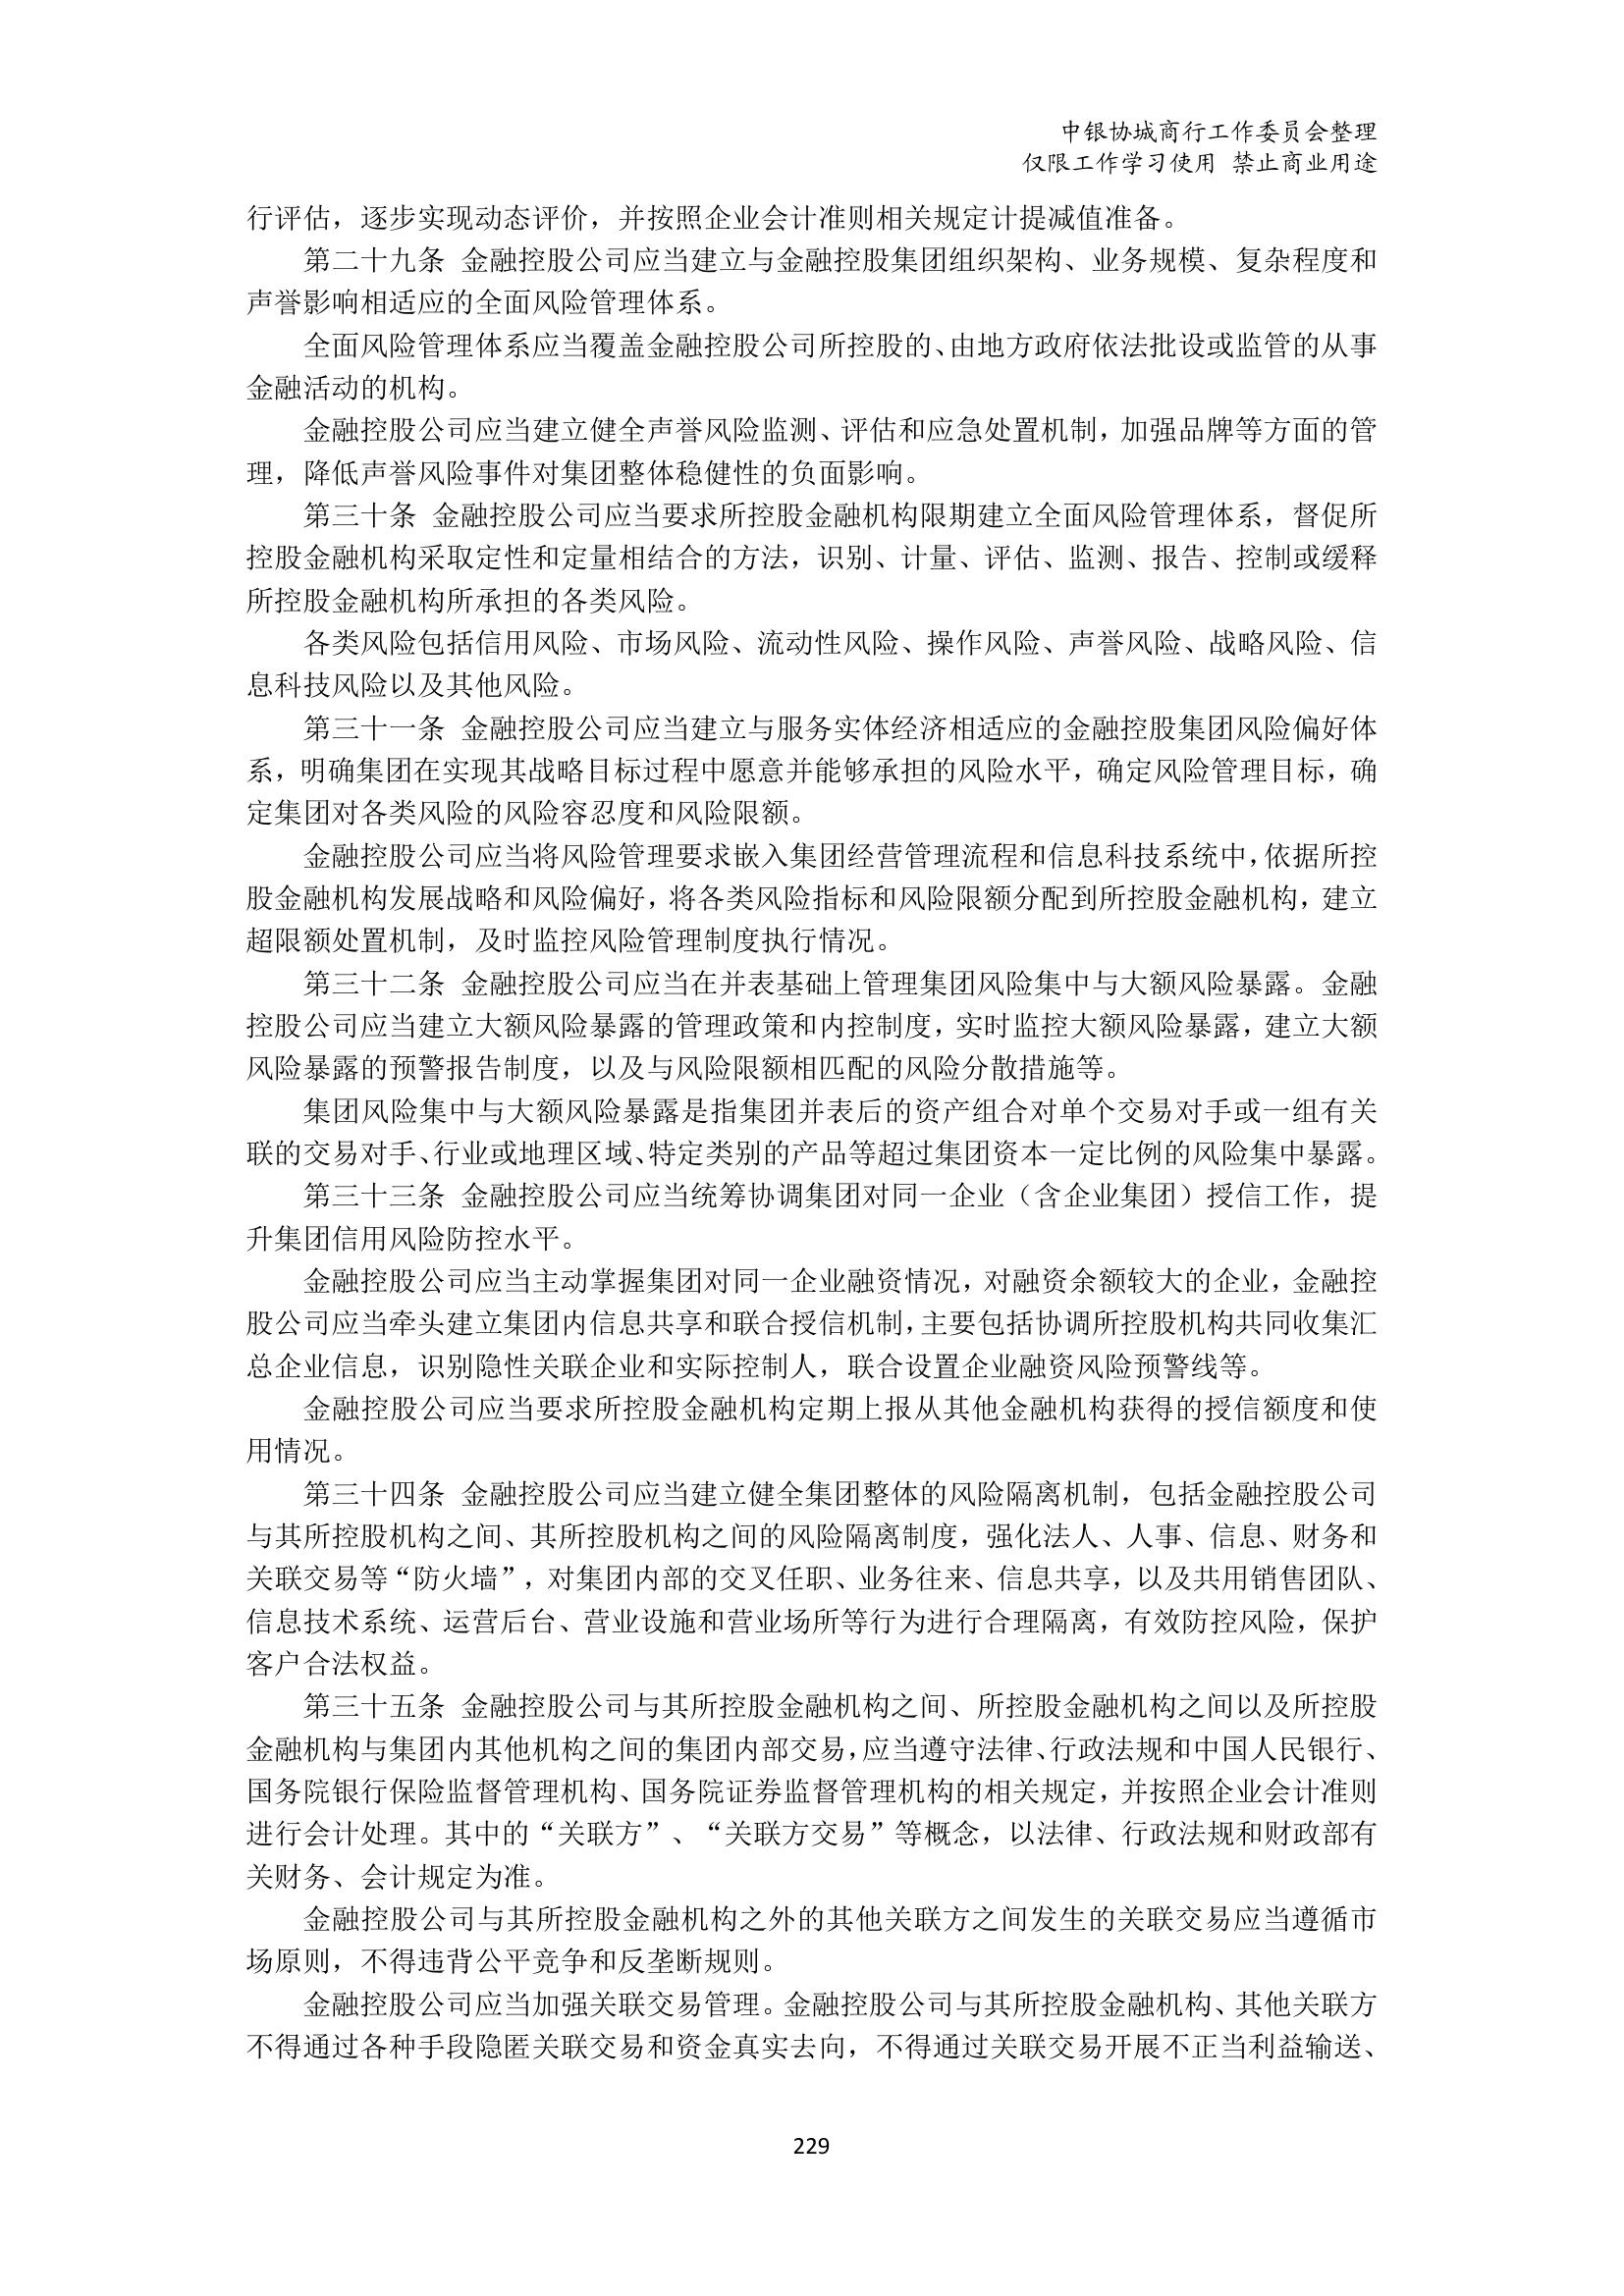 中银协城商行工作委员会整理
仅限工作学习使用 禁止商业用途
行评估，逐步实现动态评价，并按照企业会计准则相关规定计提减值准备。
第二十九条 金融控股公司应当建立与金融控股集团组织架构、业务规模、复杂程度和
声誉影响相适应的全面风险管理体系。
全面风险管理体系应当覆盖金融控股公司所控股的、由地方政府依法批设或监管的从事
金融活动的机构。
金融控股公司应当建立健全声誉风险监测、评估和应急处置机制，加强品牌等方面的管
理，降低声誉风险事件对集团整体稳健性的负面影响。
第三十条 金融控股公司应当要求所控股金融机构限期建立全面风险管理体系，督促所
控股金融机构采取定性和定量相结合的方法，识别、计量、评估、监测、报告、控制或缓释
所控股金融机构所承担的各类风险。
各类风险包括信用风险、市场风险、流动性风险、操作风险、声誉风险、战略风险、信
息科技风险以及其他风险。
第三十一条 金融控股公司应当建立与服务实体经济相适应的金融控股集团风险偏好体
系，明确集团在实现其战略目标过程中愿意并能够承担的风险水平，确定风险管理目标，确
定集团对各类风险的风险容忍度和风险限额。
金融控股公司应当将风险管理要求嵌入集团经营管理流程和信息科技系统中，依据所控
股金融机构发展战略和风险偏好，将各类风险指标和风险限额分配到所控股金融机构，建立
超限额处置机制，及时监控风险管理制度执行情况。
第三十二条 金融控股公司应当在并表基础上管理集团风险集中与大额风险暴露。金融
控股公司应当建立大额风险暴露的管理政策和内控制度，实时监控大额风险暴露，建立大额
风险暴露的预警报告制度，以及与风险限额相匹配的风险分散措施等。
集团风险集中与大额风险暴露是指集团并表后的资产组合对单个交易对手或一组有关
联的交易对手、行业或地理区域、特定类别的产品等超过集团资本一定比例的风险集中暴露。
第三十三条 金融控股公司应当统筹协调集团对同一企业（含企业集团）授信工作，提
升集团信用风险防控水平。
金融控股公司应当主动掌握集团对同一企业融资情况，对融资余额较大的企业，金融控
股公司应当牵头建立集团内信息共享和联合授信机制，主要包括协调所控股机构共同收集汇
总企业信息，识别隐性关联企业和实际控制人，联合设置企业融资风险预警线等。
金融控股公司应当要求所控股金融机构定期上报从其他金融机构获得的授信额度和使
用情况。
第三十四条 金融控股公司应当建立健全集团整体的风险隔离机制，包括金融控股公司
与其所控股机构之间、其所控股机构之间的风险隔离制度，强化法人、人事、信息、财务和
关联交易等“防火墙”，对集团内部的交叉任职、业务往来、信息共享，以及共用销售团队、
信息技术系统、运营后台、营业设施和营业场所等行为进行合理隔离，有效防控风险，保护
客户合法权益。
第三十五条 金融控股公司与其所控股金融机构之间、所控股金融机构之间以及所控股
金融机构与集团内其他机构之间的集团内部交易，应当遵守法律、行政法规和中国人民银行、
国务院银行保险监督管理机构、国务院证券监督管理机构的相关规定，并按照企业会计准则
进行会计处理。其中的“关联方”、“关联方交易”等概念，以法律、行政法规和财政部有
关财务、会计规定为准。
金融控股公司与其所控股金融机构之外的其他关联方之间发生的关联交易应当遵循市
场原则，不得违背公平竞争和反垄断规则。
金融控股公司应当加强关联交易管理。金融控股公司与其所控股金融机构、其他关联方
不得通过各种手段隐匿关联交易和资金真实去向，不得通过关联交易开展不正当利益输送、
229